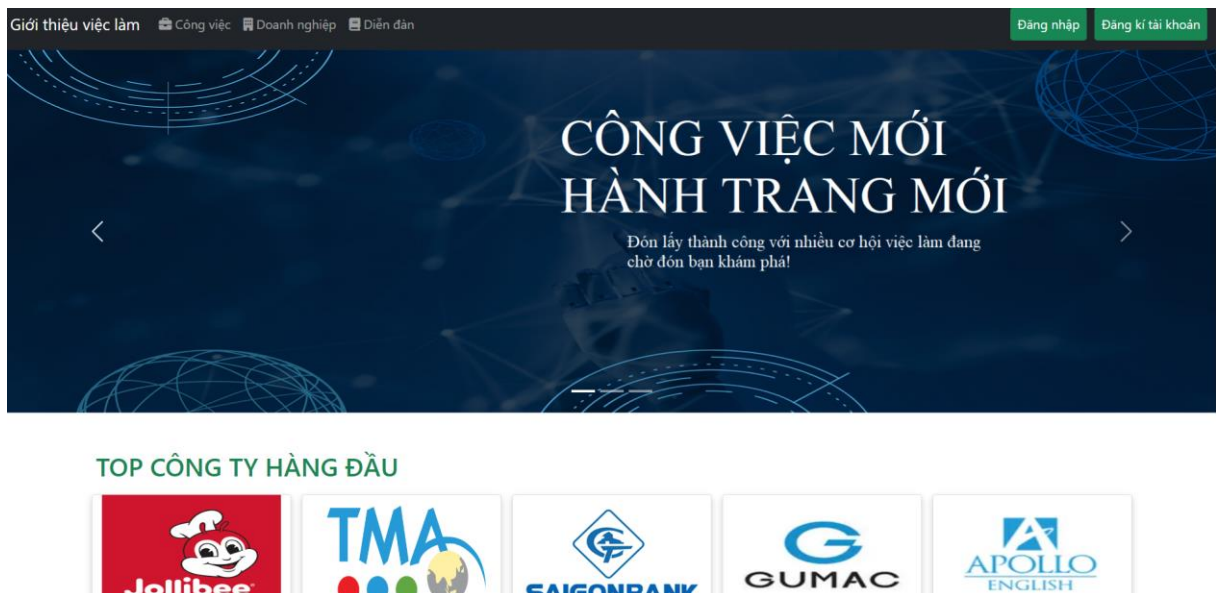 Giới thiệu việc làm Công việc Doanh nghiệp Diễn đàn Đăng nhập Đăng kí tài khoản
CÔNG VIỆC MỚI
HÀNH TRANG MỚI
Đón lấy thành công với nhiều cơ hội việc làm đang
chờ đón bạn khám phá!
TOP CÔNG TY HÀNG ĐẦU
Jollibee TMA SAIGONBANK GUMAC APOLLO
ENGLISH